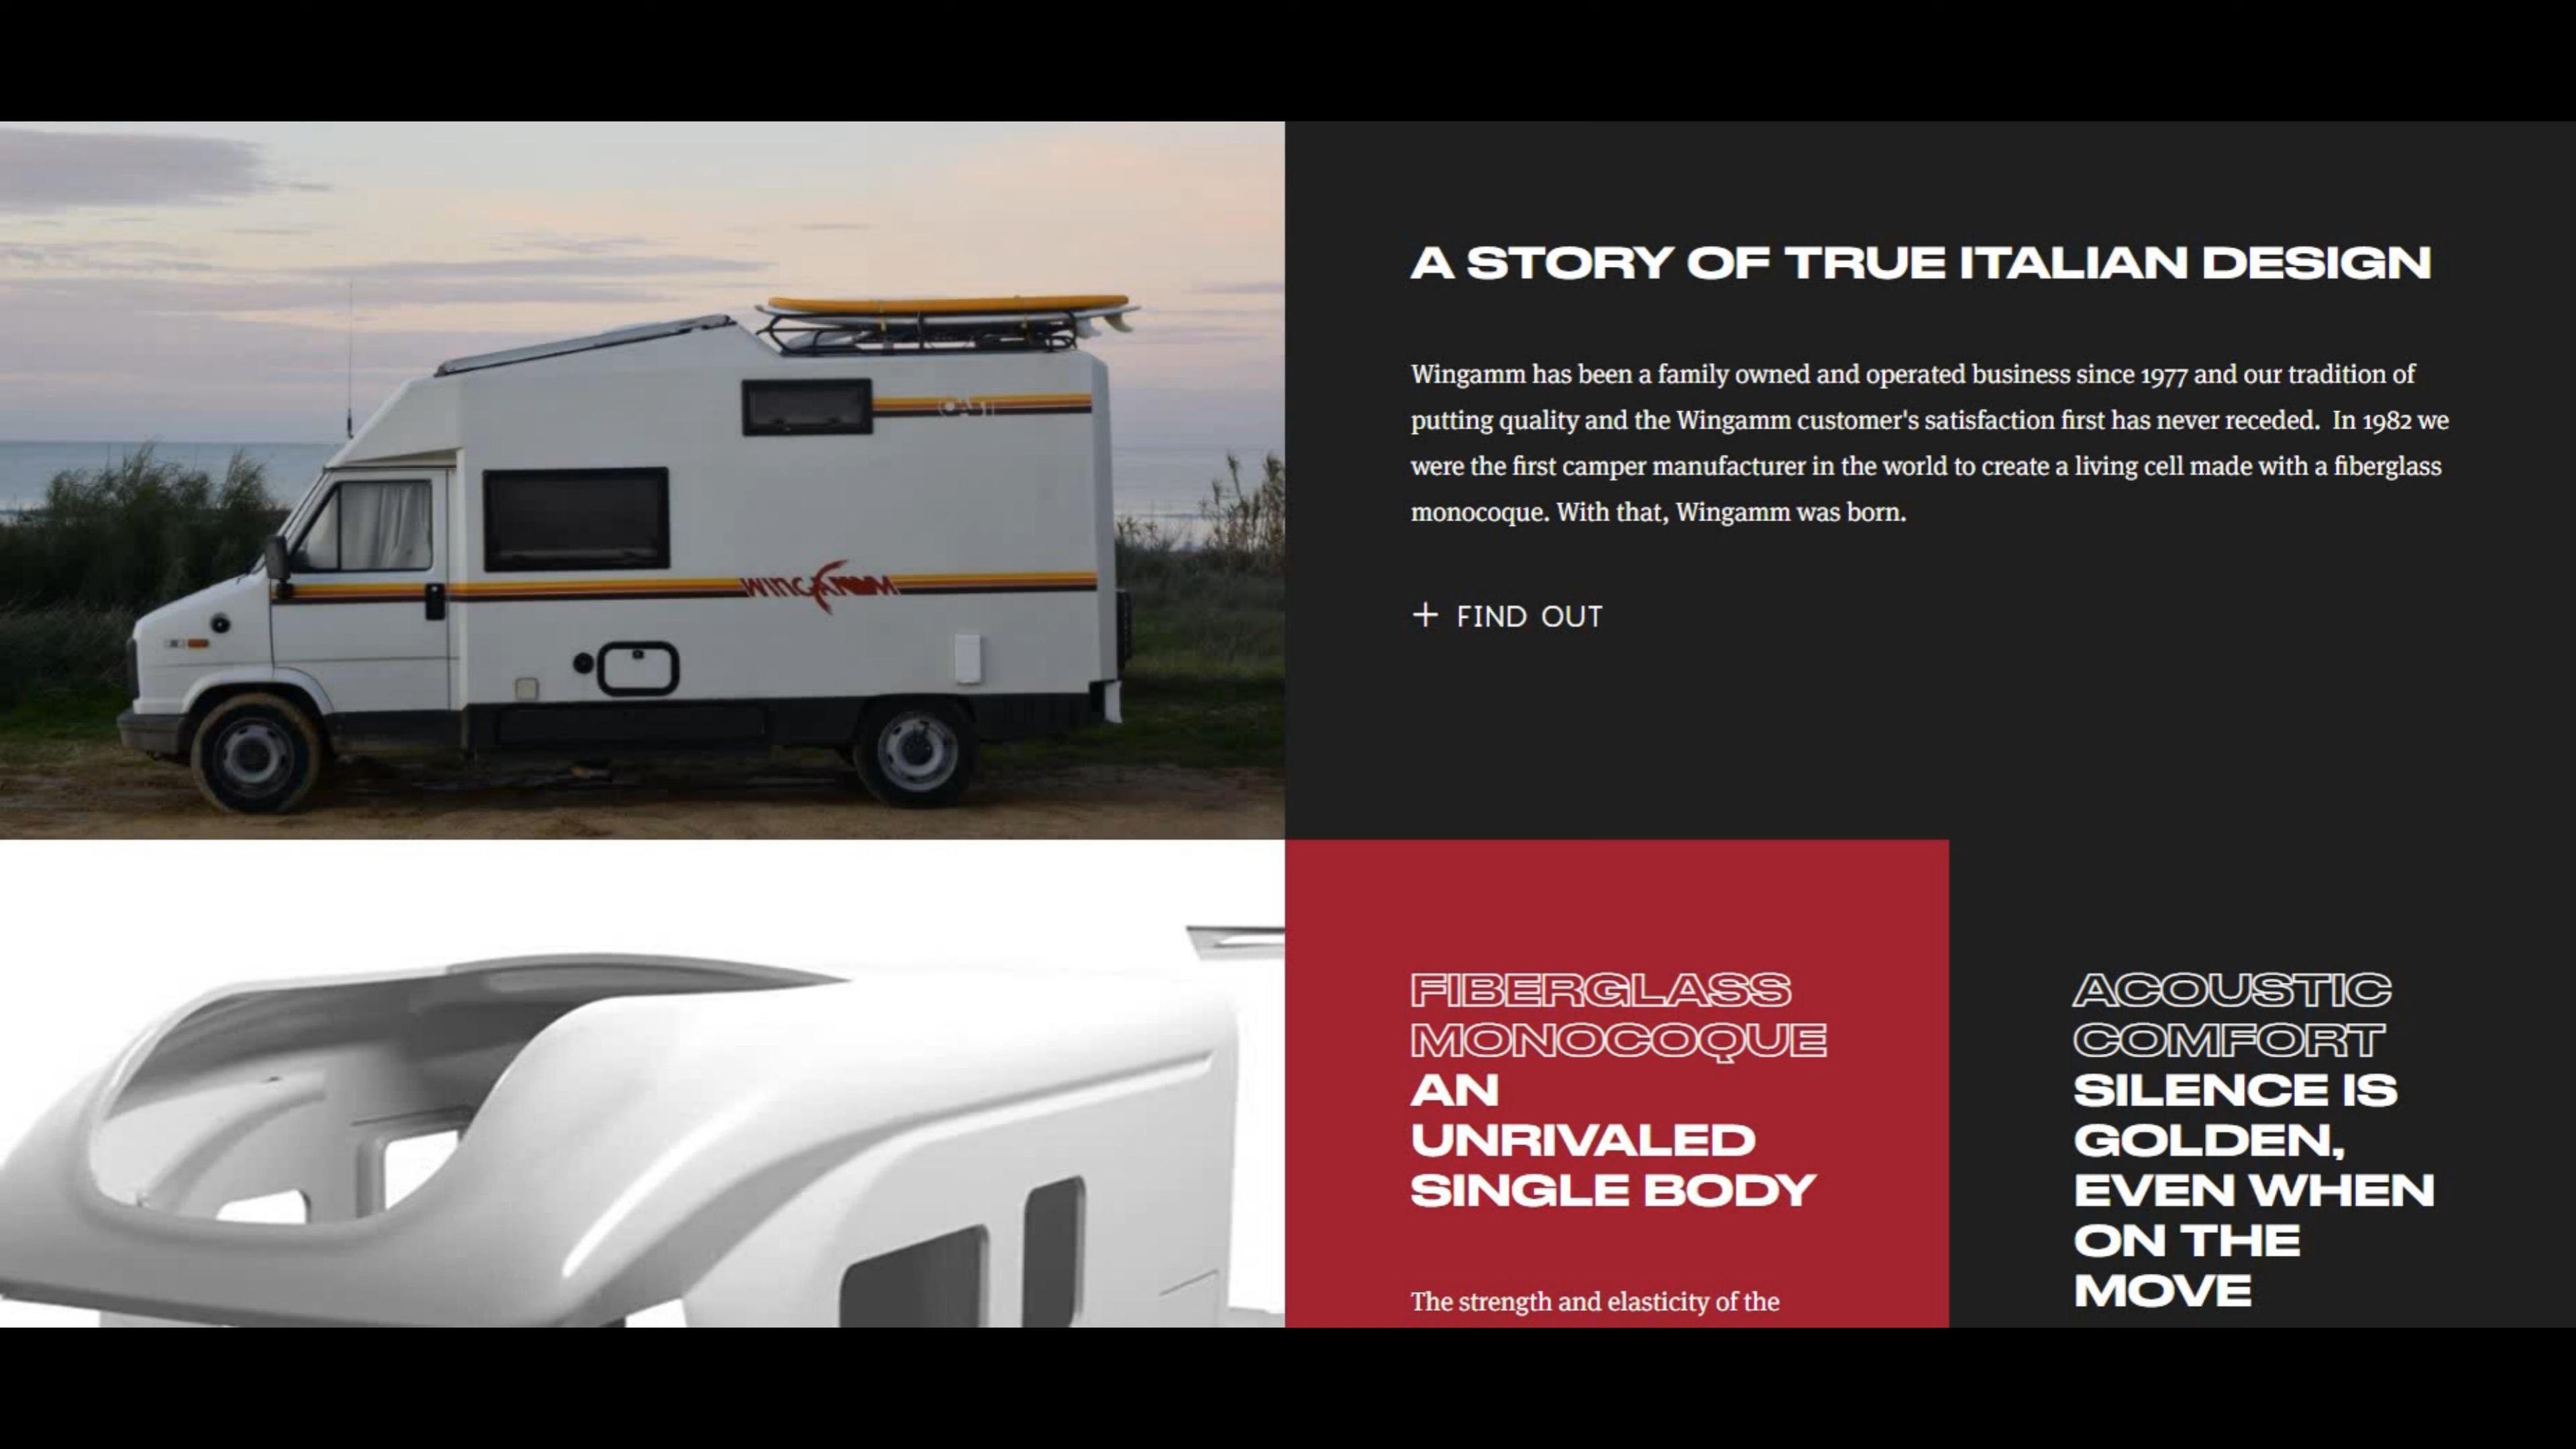 WINGAMM
A STORY OF TRUE ITALIAN DESIGN
Wingamm has been a family owned and operated business since 1977 and our tradition of
putting quality and the Wingamm customer's satisfaction first has never receded.  In 1982 we
were the first camper manufacturer in the world to create a living cell made with a fiberglass
monocoque. With that, Wingamm was born.
+ FIND OUT
FIBERGLASS
MONOCOQUE
AN
UNRIVALED
SINGLE BODY
The strength and elasticity of the
ACOUSTIC
COMFORT
SILENCE IS
GOLDEN,
EVEN WHEN
ON THE
MOVE